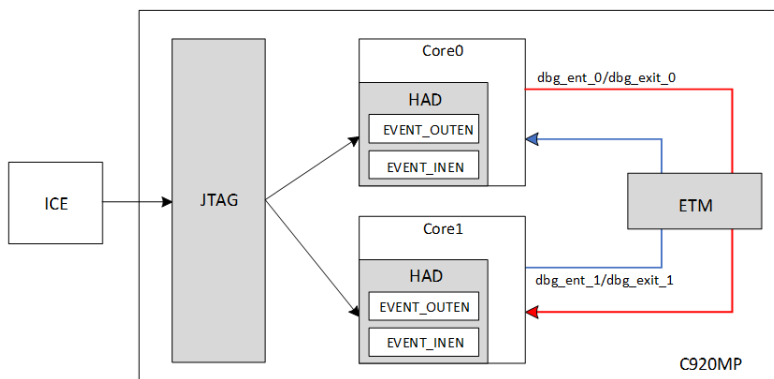 Core0
dbg_ent_0/dbg_exit_0
HAD
EVENT_OUTEN
EVENT_INEN
ICE
JTAG
ETM
Core1
HAD
dbg_ent_1/dbg_exit_1
EVENT_OUTEN
EVENT_INEN
C920MP